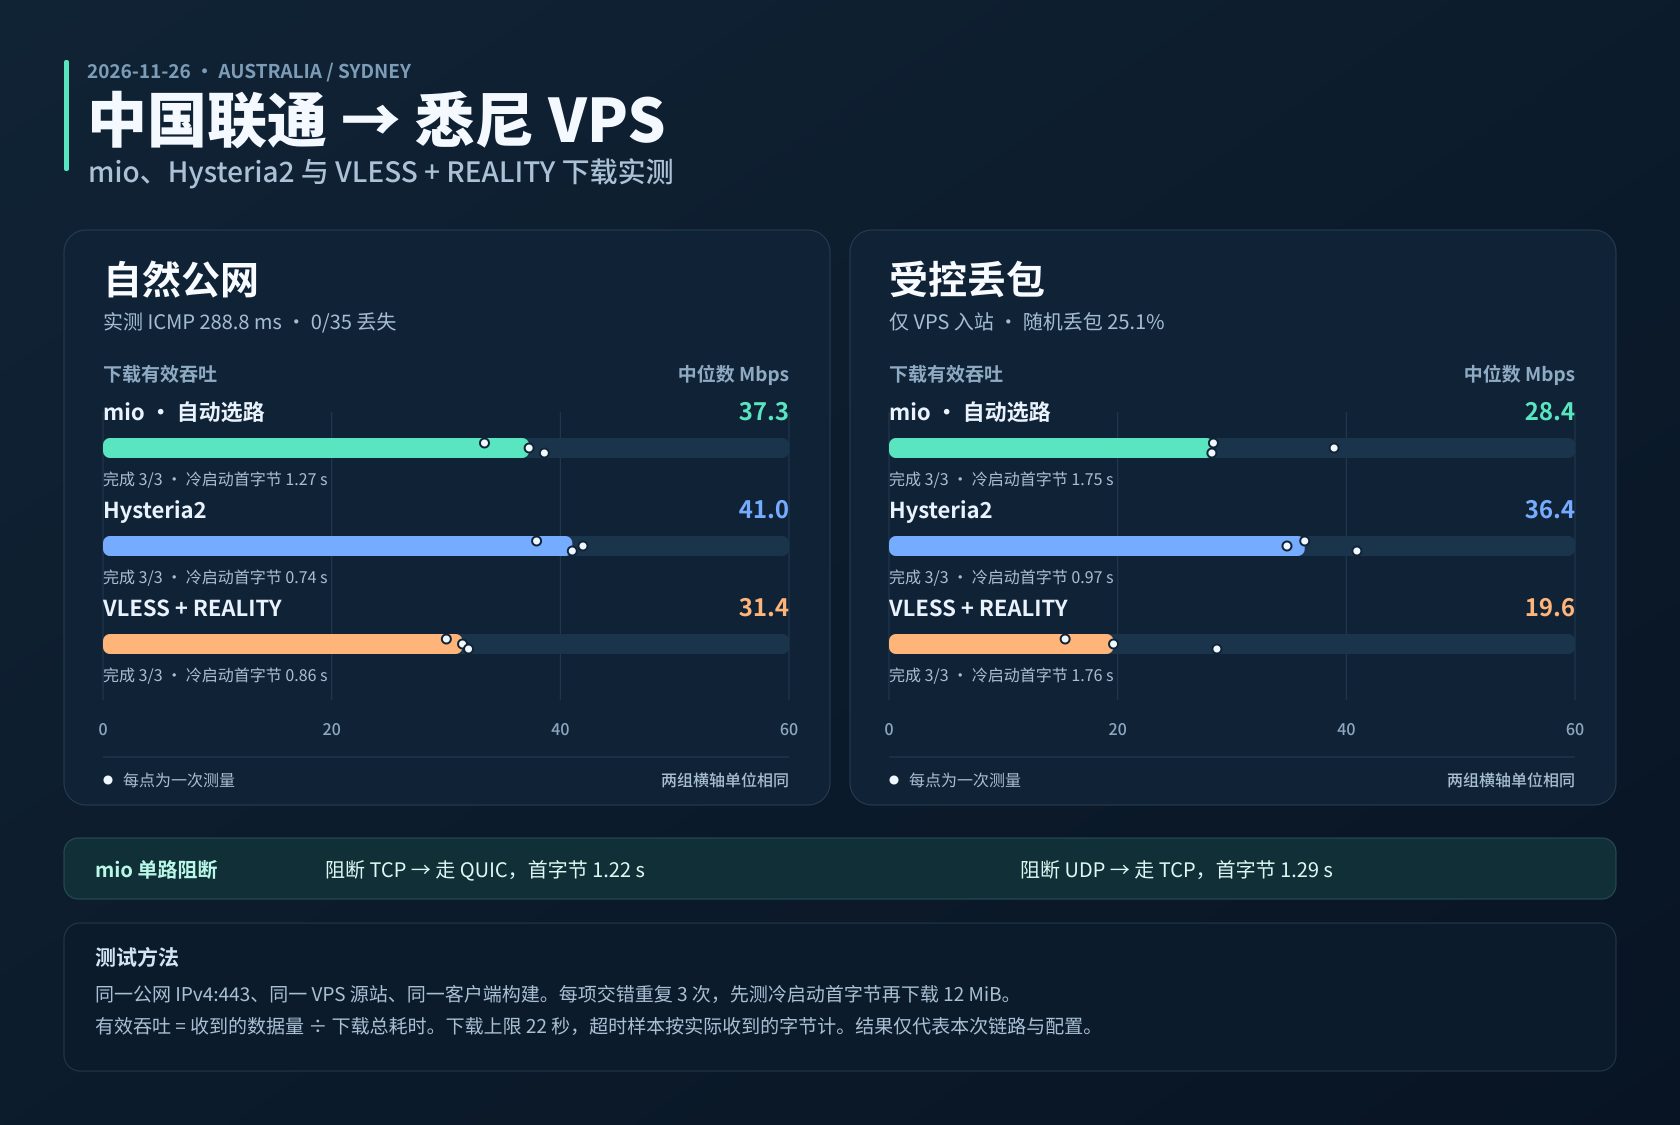 2026-11-26 • AUSTRALIA / SYDNEY
中国联通 → 悉尼 VPS
mio、Hysteria2 与 VLESS + REALITY 下载实测
自然公网
实测 ICMP 288.8 ms • 0/35 丢失
下载有效吞吐 中位数 Mbps
mio • 自动选路 37.3
完成 3/3 • 冷启动首字节 1.27 s
Hysteria2 41.0
完成 3/3 • 冷启动首字节 0.74 s
VLESS + REALITY 31.4
完成 3/3 • 冷启动首字节 0.86 s
0 20 40 60
每点为一次测量 两组横轴单位相同
受控丢包
仅 VPS 入站 • 随机丢包 25.1%
下载有效吞吐 中位数 Mbps
mio • 自动选路 28.4
完成 3/3 • 冷启动首字节 1.75 s
Hysteria2 36.4
完成 3/3 • 冷启动首字节 0.97 s
VLESS + REALITY 19.6
完成 3/3 • 冷启动首字节 1.76 s
0 20 40 60
每点为一次测量 两组横轴单位相同
mio 单路阻断 阻断 TCP → 走 QUIC，首字节 1.22 s 阻断 UDP → 走 TCP，首字节 1.29 s
测试方法
同一公网 IPv4:443、同一 VPS 源站、同一客户端构建。每项交错重复 3 次，先测冷启动首字节再下载 12 MiB。
有效吞吐 = 收到的数据量 ÷ 下载总耗时。下载上限 22 秒，超时样本按实际收到的字节计。结果仅代表本次链路与配置。